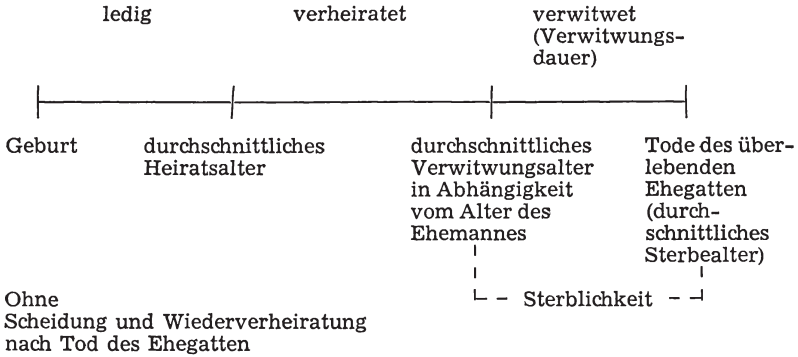 ledig
verheiratet
verwitwet
(Verwitwungs-
dauer)
Geburt
durchschnittliches
Heiratsalter
durchschnittliches
Verwitwungsalter
in Abhängigkeit
vom Alter des
Ehemannes
Tode des über-
lebenden
Ehegatten
(durch-
schnittliches
Sterbealter)
Sterblichkeit
Ohne
Scheidung und Wiederverheiratung
nach Tod des Ehegatten